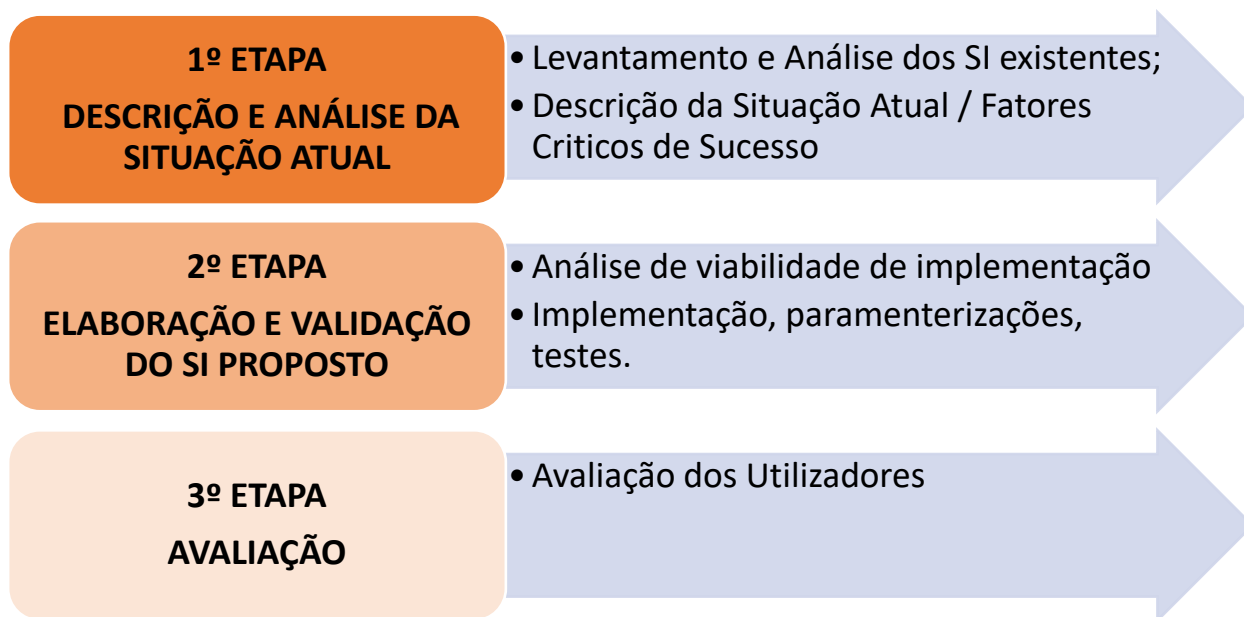 1º ETAPA
DESCRIÇÃO E ANÁLISE DA
SITUAÇÃO ATUAL
• Levantamento e Análise dos SI existentes;
• Descrição da Situação Atual / Fatores
Criticos de Sucesso
2º ETAPA
ELABORAÇÃO E VALIDAÇÃO
DO SI PROPOSTO
• Análise de viabilidade de implementação
• Implementação, paramenterizações,
testes.
3º ETAPA
AVALIAÇÃO
• Avaliação dos Utilizadores